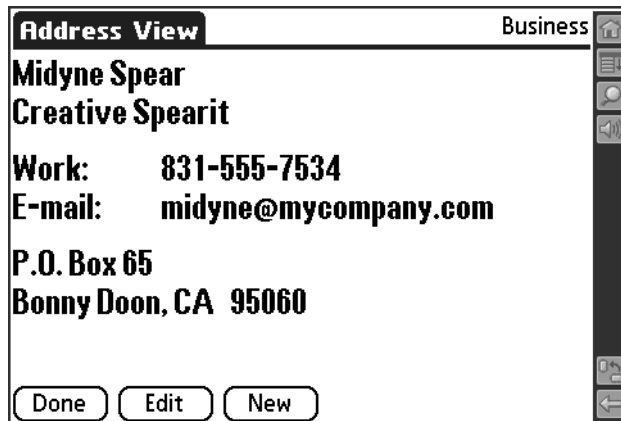 Address View Business
Midyne Spear
Creative Spearit
Work: 831-555-7534
E-mail: midyne@mycompany.com
P.O. Box 65
Bonny Doon, CA 95060
Done Edit New